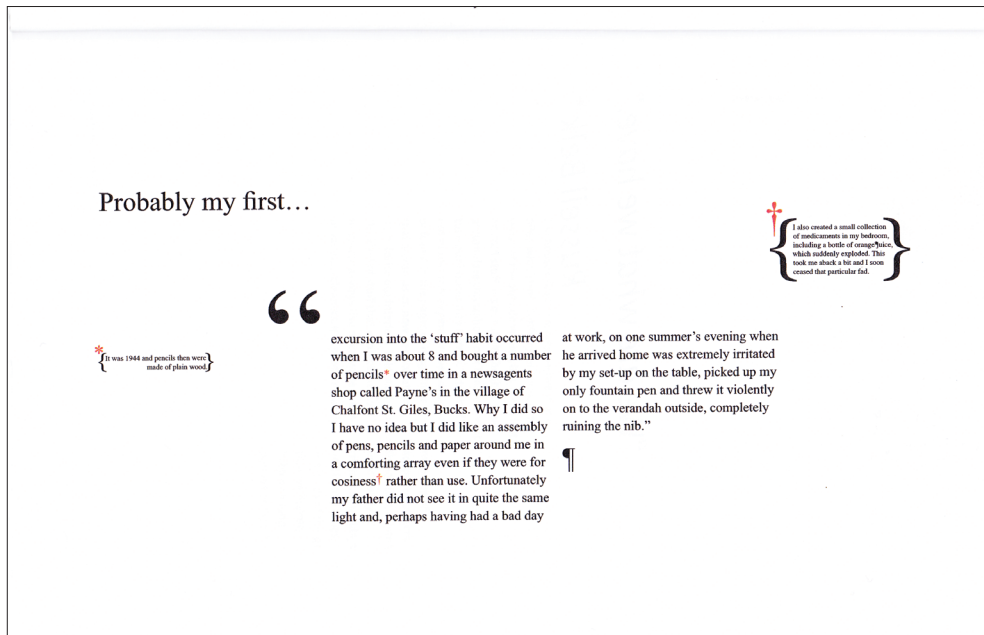 Probably my first…
“
excursion into the ‘stuff’ habit occurred
when I was about 8 and bought a number
of pencils* over time in a newsagents
shop called Payne’s in the village of
Chalfont St. Giles, Bucks. Why I did so
I have no idea but I did like an assembly
of pens, pencils and paper around me in
a comforting array even if they were for
cosiness† rather than use. Unfortunately
my father did not see it in quite the same
light and, perhaps having had a bad day
at work, on one summer’s evening when
he arrived home was extremely irritated
by my set-up on the table, picked up my
only fountain pen and threw it violently
on to the verandah outside, completely
ruining the nib.”
¶
*
{It was 1944 and pencils then were
made of plain wood}
†
{I also created a small collection
of medicaments in my bedroom,
including a bottle of orange¶uice,
which suddenly exploded. This
took me aback a bit and I soon
ceased that particular fad.}